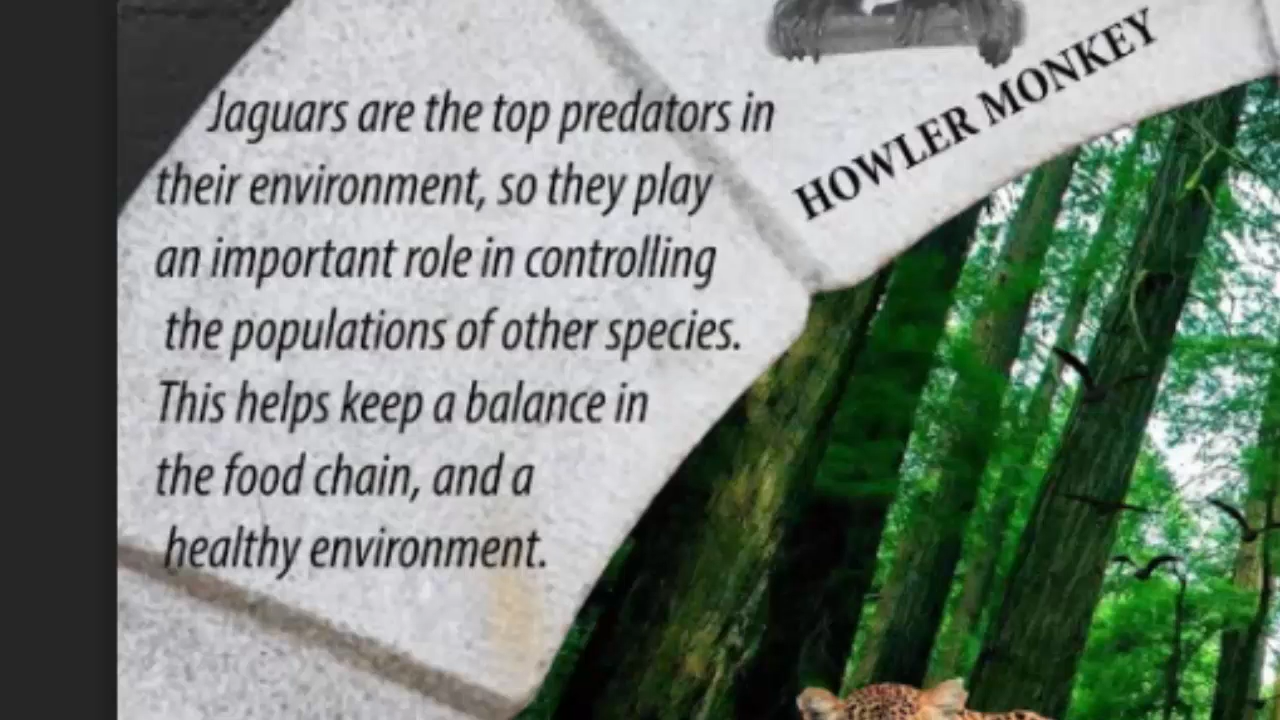 Jaguars are the top predators in
their environment, so they play
an important role in controlling
the populations of other species.
This helps keep a balance in
the food chain, and a
healthy environment.
HOWLER MONKEY